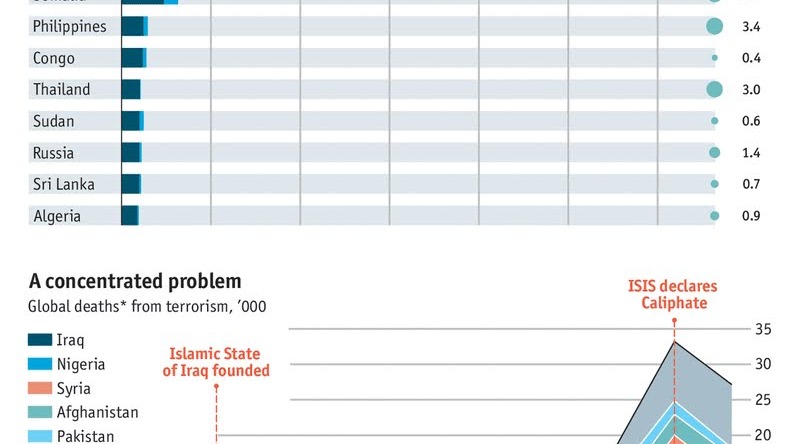 Philippines 3.4
Congo 0.4
Thailand 3.0
Sudan 0.6
Russia 1.4
Sri Lanka 0.7
Algeria 0.9
A concentrated problem
Global deaths* from terrorism, ’000
ISIS declares
Caliphate
Iraq
Nigeria
Syria
Afghanistan
Pakistan
Islamic State
of Iraq founded
35
30
25
20